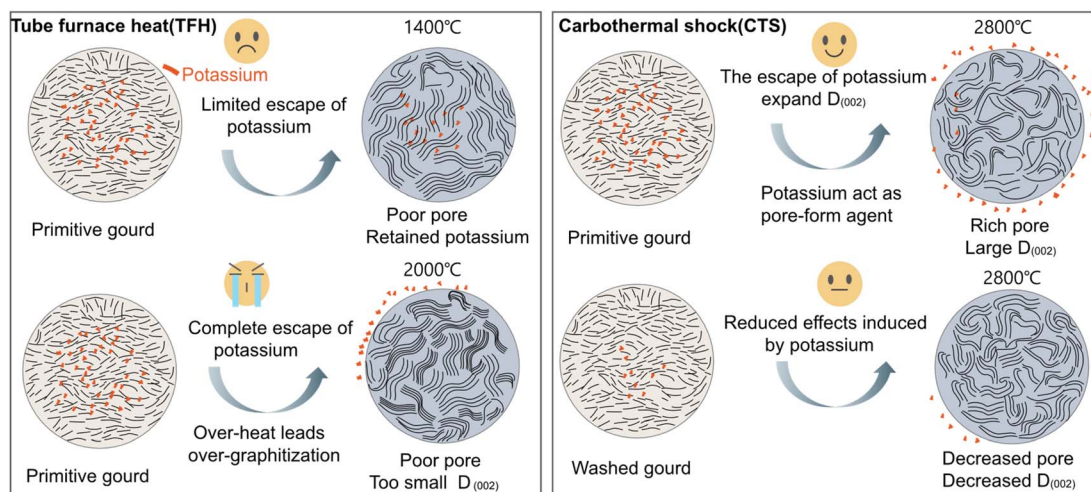 Tube furnace heat(TFH)
1400℃
Potassium
Limited escape of
potassium
Primitive gourd
Poor pore
Retained potassium
2000℃
Complete escape of
potassium
Over-heat leads
over-graphitization
Primitive gourd
Poor pore
Too small D(002)
Carbothermal shock(CTS)
2800℃
The escape of potassium
expand D(002)
Potassium act as
pore-form agent
Primitive gourd
Rich pore
Large D(002)
2800℃
Reduced effects induced
by potassium
Washed gourd
Decreased pore
Decreased D(002)